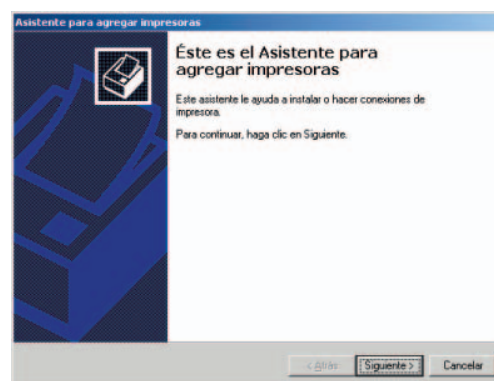 Asistente para agregar impresoras
Éste es el Asistente para
agregar impresoras
Este asistente le ayuda a instalar o hacer conexiones de
impresora.
Para continuar, haga clic en Siguiente.
< Atrás
Siguiente >
Cancelar